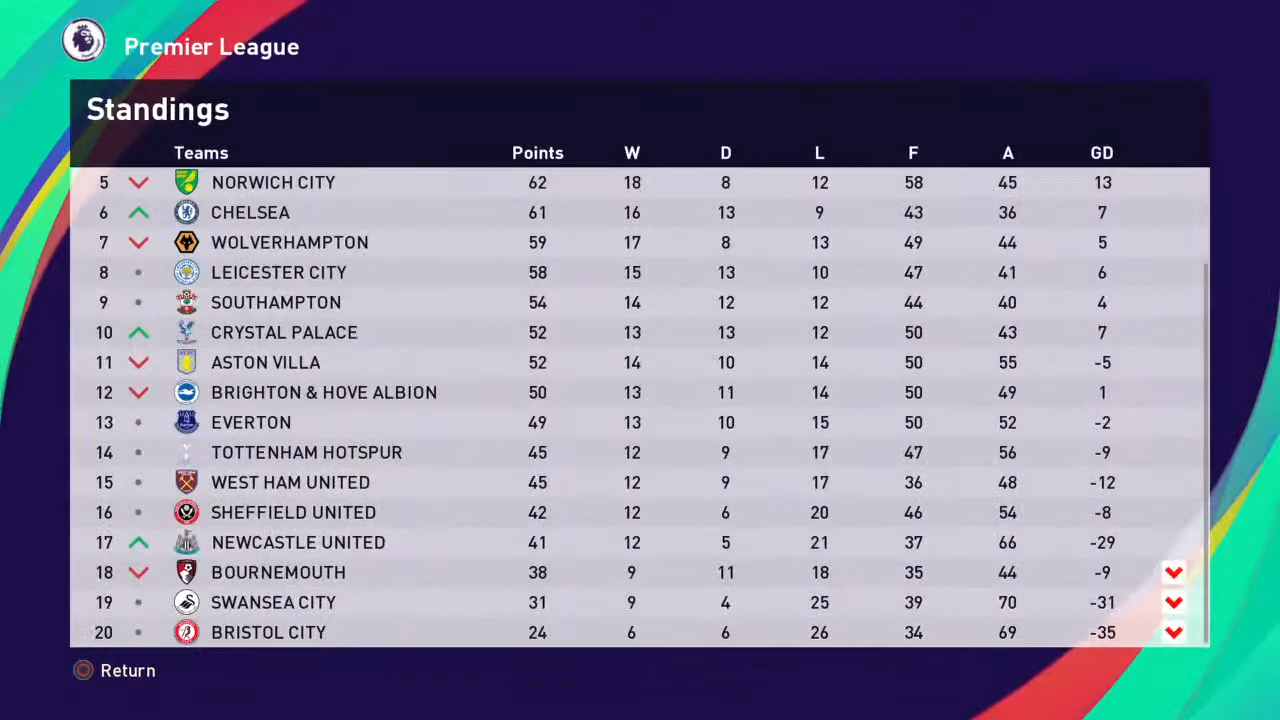 Premier League
Standings
Teams Points W D L F A GD
5 NORWICH CITY 62 18 8 12 58 45 13
6 CHELSEA 61 16 13 9 43 36 7
7 WOLVERHAMPTON 59 17 8 13 49 44 5
8 LEICESTER CITY 58 15 13 10 47 41 6
9 SOUTHAMPTON 54 14 12 12 44 40 4
10 CRYSTAL PALACE 52 13 13 12 50 43 7
11 ASTON VILLA 52 14 10 14 50 55 -5
12 BRIGHTON & HOVE ALBION 50 13 11 14 50 49 1
13 EVERTON 49 13 10 15 50 52 -2
14 TOTTENHAM HOTSPUR 45 12 9 17 47 56 -9
15 WEST HAM UNITED 45 12 9 17 36 48 -12
16 SHEFFIELD UNITED 42 12 6 20 46 54 -8
17 NEWCASTLE UNITED 41 12 5 21 37 66 -29
18 BOURNEMOUTH 38 9 11 18 35 44 -9
19 SWANSEA CITY 31 9 4 25 39 70 -31
20 BRISTOL CITY 24 6 6 26 34 69 -35
Return